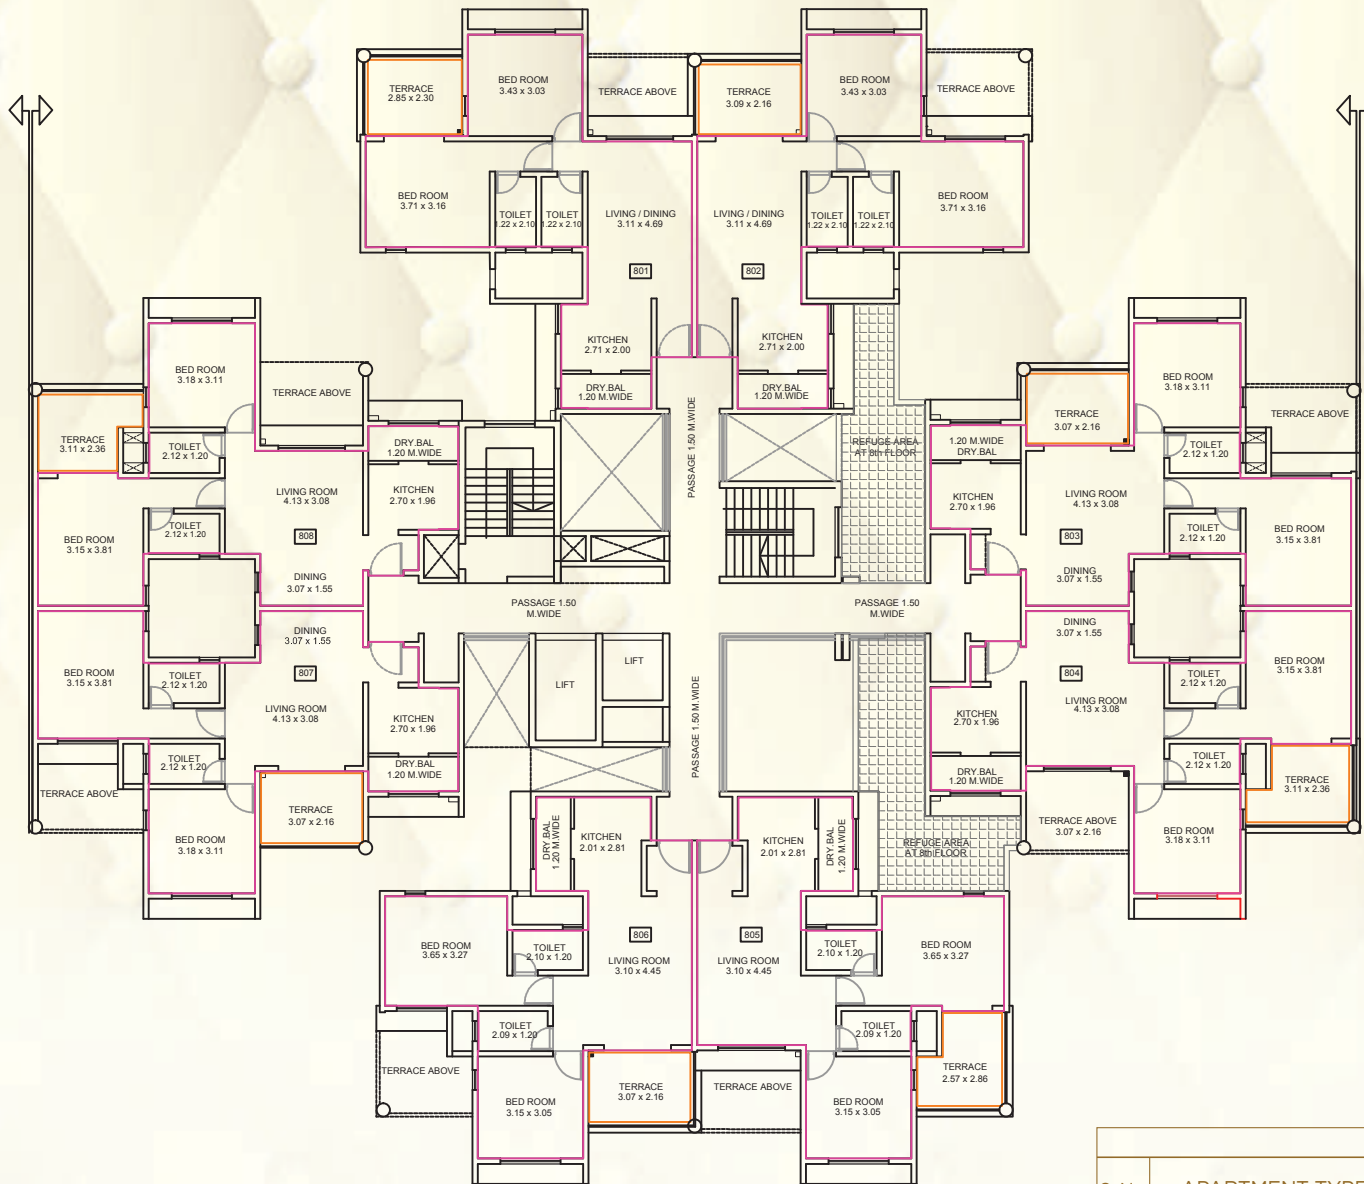 BED ROOM
3.43 x 3.03
TERRACE
2.85 x 2.30
TERRACE ABOVE
TERRACE
3.09 x 2.16
BED ROOM
3.43 x 3.03
TERRACE ABOVE
BED ROOM
3.71 x 3.16
TOILET
1.22 x 2.10
TOILET
1.22 x 2.10
LIVING / DINING
3.11 x 4.69
LIVING / DINING
3.11 x 4.69
TOILET
1.22 x 2.10
TOILET
1.22 x 2.10
BED ROOM
3.71 x 3.16
801
802
KITCHEN
2.71 x 2.00
KITCHEN
2.71 x 2.00
DRY.BAL
1.20 M.WIDE
DRY.BAL
1.20 M.WIDE
PASSAGE 1.50 M.WIDE
REFUGE AREA
AT 8th FLOOR
BED ROOM
3.18 x 3.11
TERRACE ABOVE
TERRACE
3.11 x 2.36
TOILET
2.12 x 1.20
DRY.BAL
1.20 M.WIDE
LIVING ROOM
4.13 x 3.08
KITCHEN
2.70 x 1.96
BED ROOM
3.15 x 3.81
TOILET
2.12 x 1.20
808
DINING
3.07 x 1.55
BED ROOM
3.18 x 3.11
TERRACE
3.07 x 2.16
TERRACE ABOVE
1.20 M.WIDE
DRY.BAL
TOILET
2.12 x 1.20
KITCHEN
2.70 x 1.96
LIVING ROOM
4.13 x 3.08
803
TOILET
2.12 x 1.20
BED ROOM
3.15 x 3.81
DINING
3.07 x 1.55
PASSAGE 1.50
M.WIDE
PASSAGE 1.50
M.WIDE
DINING
3.07 x 1.55
BED ROOM
3.15 x 3.81
TOILET
2.12 x 1.20
807
LIVING ROOM
4.13 x 3.08
KITCHEN
2.70 x 1.96
TOILET
2.12 x 1.20
DRY.BAL
1.20 M.WIDE
TERRACE ABOVE
TERRACE
3.07 x 2.16
BED ROOM
3.18 x 3.11
LIFT
LIFT
PASSAGE 1.50 M.WIDE
DINING
3.07 x 1.55
804
BED ROOM
3.15 x 3.81
TOILET
2.12 x 1.20
LIVING ROOM
4.13 x 3.08
KITCHEN
2.70 x 1.96
TOILET
2.12 x 1.20
DRY.BAL
1.20 M.WIDE
TERRACE
3.11 x 2.36
TERRACE ABOVE
3.07 x 2.16
BED ROOM
3.18 x 3.11
REFUGE AREA
AT 8th FLOOR
DRY.BAL
1.20 M.WIDE
KITCHEN
2.01 x 2.81
KITCHEN
2.01 x 2.81
DRY.BAL
1.20 M.WIDE
806
805
BED ROOM
3.65 x 3.27
TOILET
2.10 x 1.20
LIVING ROOM
3.10 x 4.45
LIVING ROOM
3.10 x 4.45
TOILET
2.10 x 1.20
BED ROOM
3.65 x 3.27
TOILET
2.09 x 1.20
TOILET
2.09 x 1.20
TERRACE ABOVE
TERRACE
3.07 x 2.16
TERRACE ABOVE
TERRACE
2.57 x 2.86
BED ROOM
3.15 x 3.05
BED ROOM
3.15 x 3.05
APARTMENT TYPE